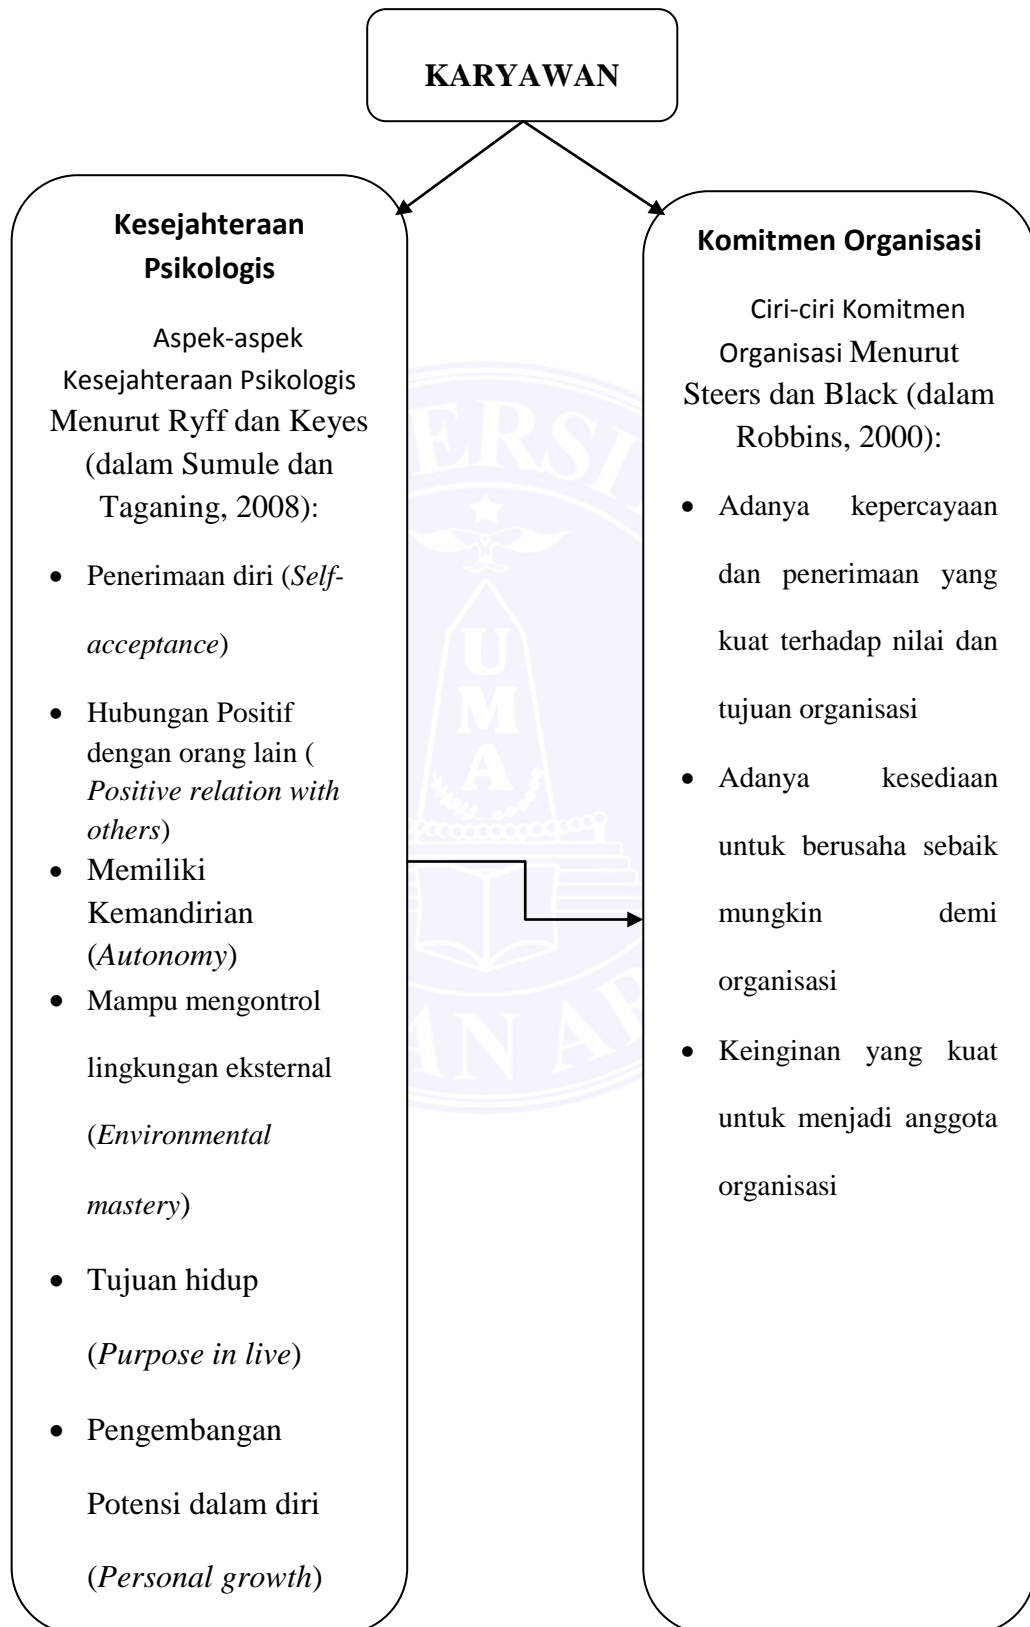 KARYAWAN
Kesejahteraan
Psikologis
Aspek-aspek
Kesejahteraan Psikologis
Menurut Ryff dan Keyes
(dalam Sumule dan
Taganing, 2008):
• Penerimaan diri (Self-
acceptance)
• Hubungan Positif
dengan orang lain (
Positive relation with
others)
• Memiliki
Kemandirian
(Autonomy)
• Mampu mengontrol
lingkungan eksternal
(Environmental
mastery)
• Tujuan hidup
(Purpose in live)
• Pengembangan
Potensi dalam diri
(Personal growth)
Komitmen Organisasi
Ciri-ciri Komitmen
Organisasi Menurut
Steers dan Black (dalam
Robbins, 2000):
• Adanya kepercayaan
dan penerimaan yang
kuat terhadap nilai dan
tujuan organisasi
• Adanya kesediaan
untuk berusaha sebaik
mungkin demi
organisasi
• Keinginan yang kuat
untuk menjadi anggota
organisasi
UMA